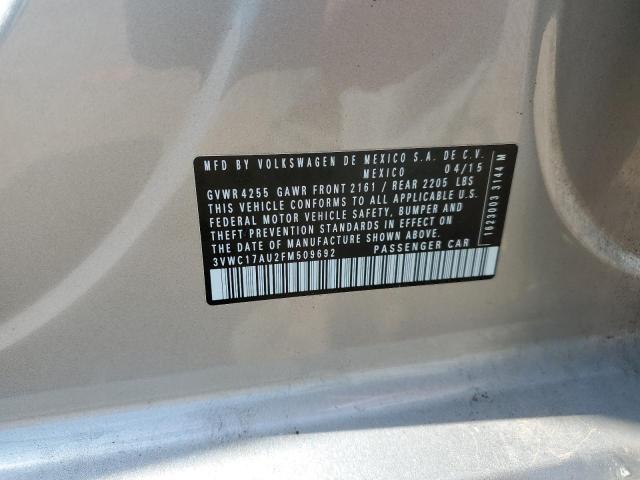 MFD BY VOLKSWAGEN DE MEXICO S.A. DE C.V.
MEXICO 04/15
GVWR 4255 GAWR FRONT 2161 / REAR 2205 LBS
THIS VEHICLE CONFORMS TO ALL APPLICABLE U.S.
FEDERAL MOTOR VEHICLE SAFETY, BUMPER AND
THEFT PREVENTION STANDARDS IN EFFECT ON
THE DATE OF MANUFACTURE SHOWN ABOVE.
3VWC17AU2FM509692 PASSENGER CAR
T623003 3144 M